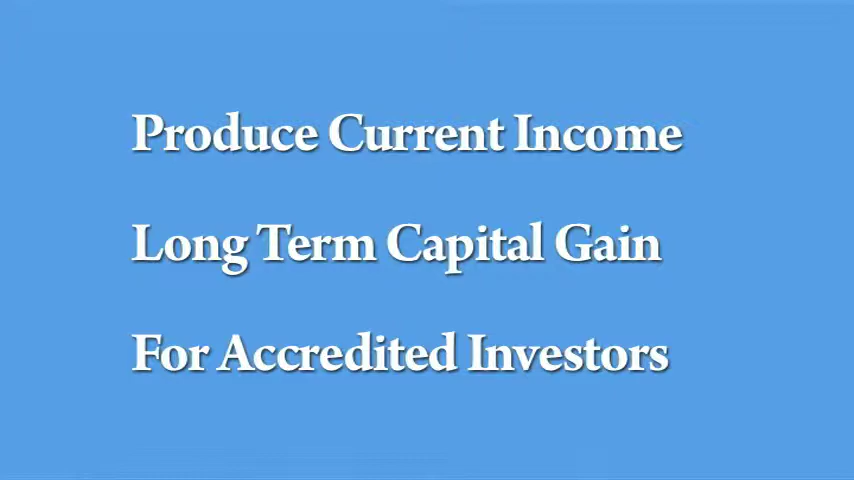 Produce Current Income
Long Term Capital Gain
For Accredited Investors